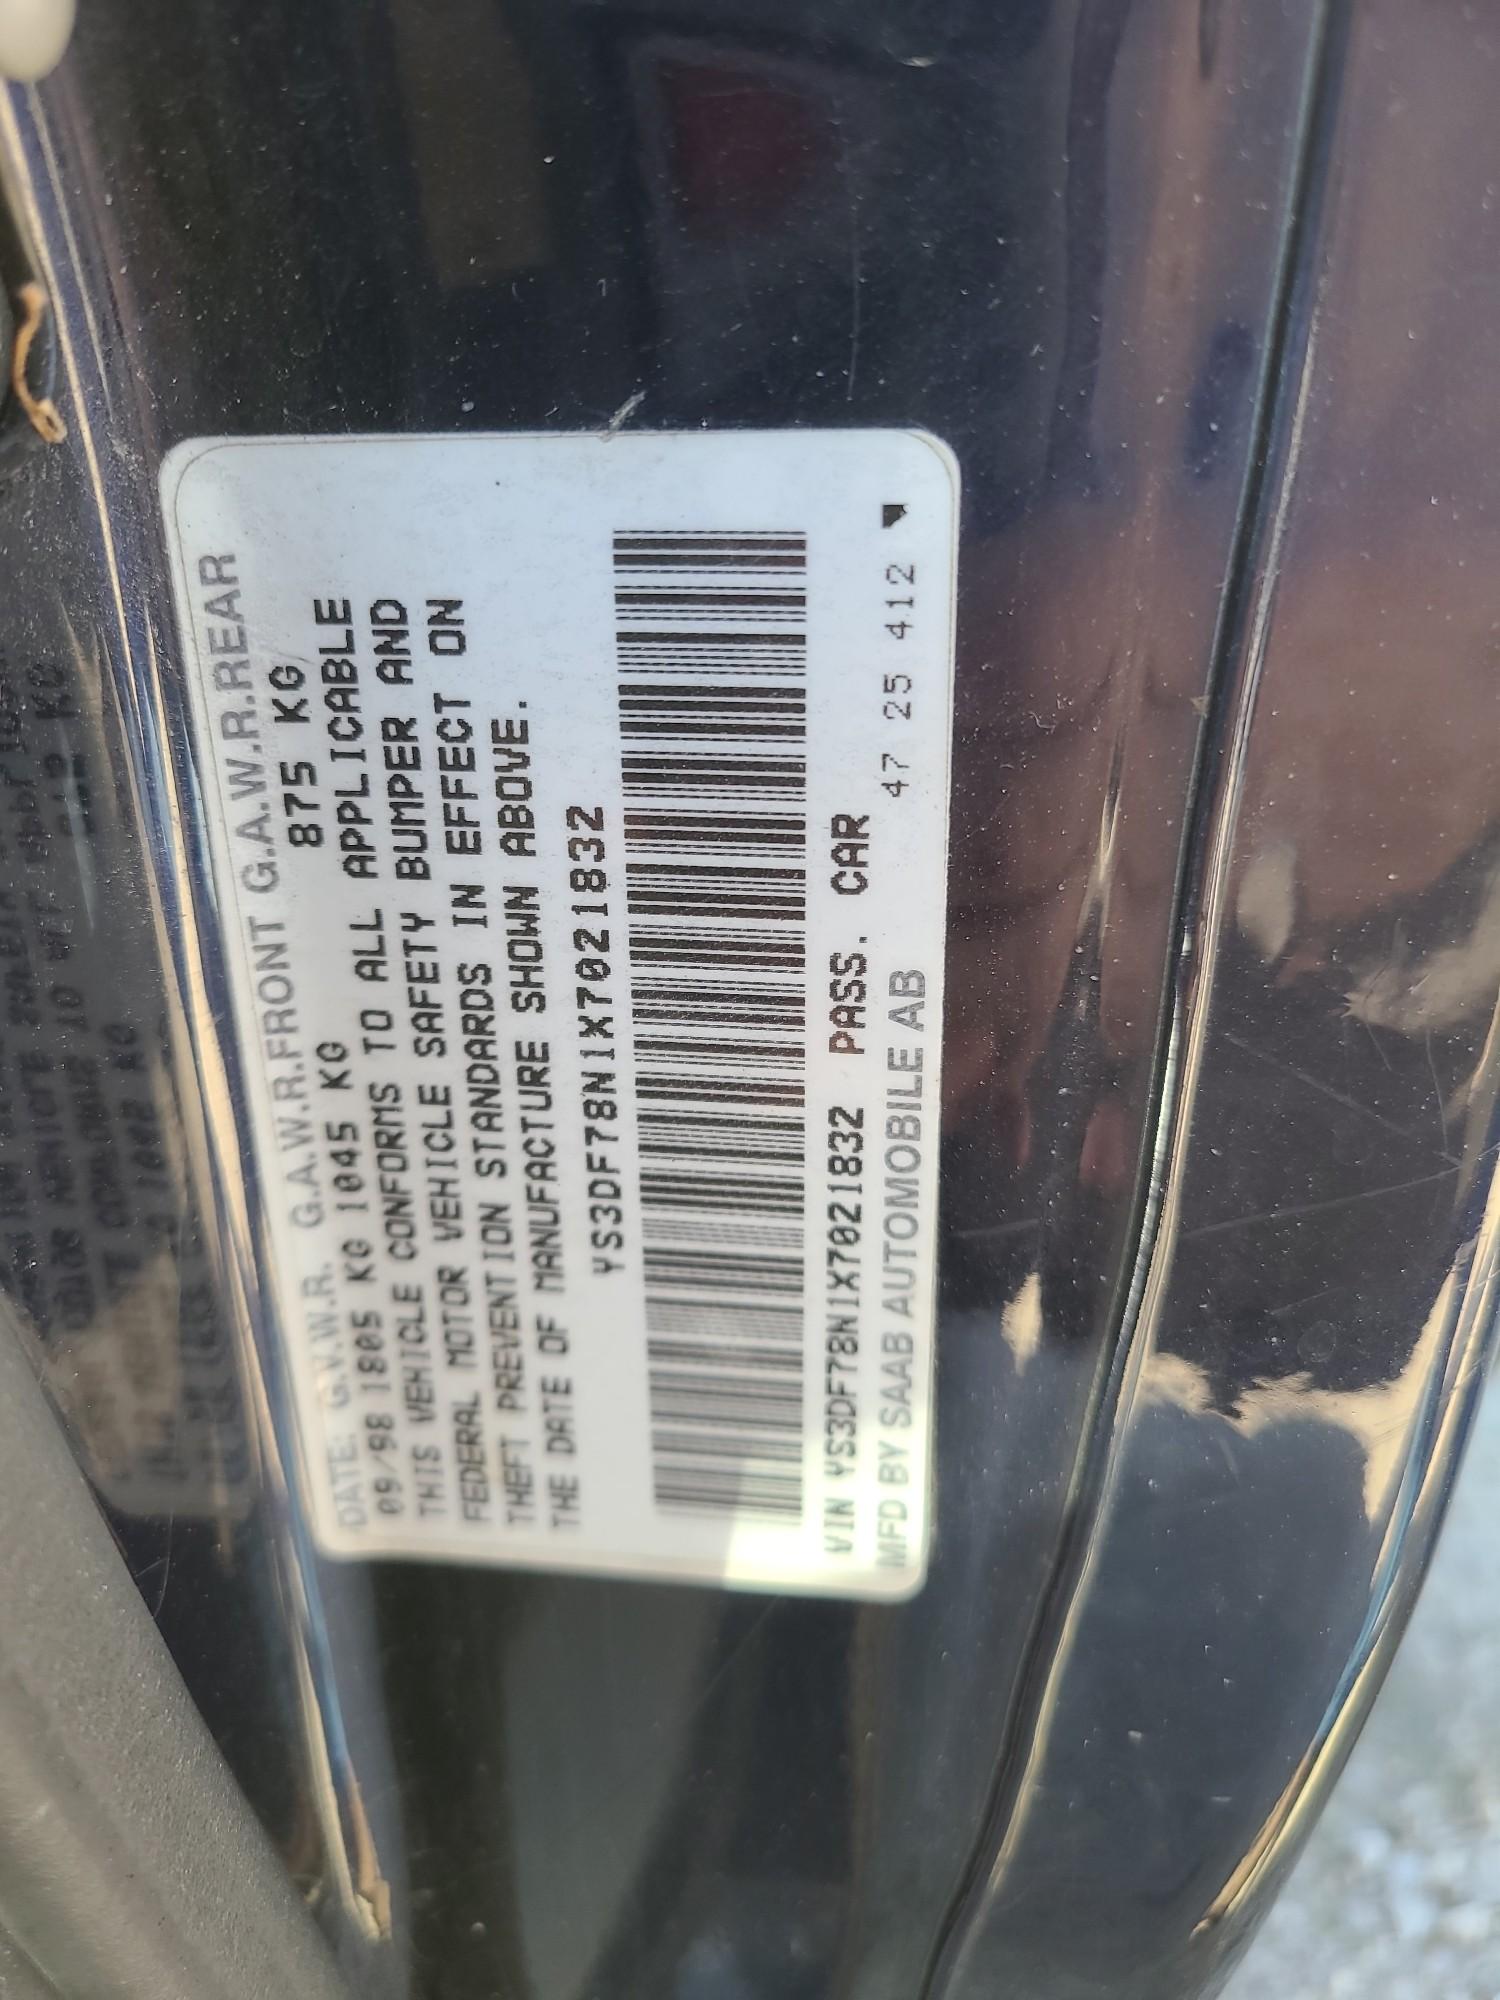 DATE: G.V.W.R. G.A.W.R.FRONT G.A.W.R.REAR
09/98 1805 KG 1045 KG 875 KG
THIS VEHICLE CONFORMS TO ALL APPLICABLE
FEDERAL MOTOR VEHICLE SAFETY BUMPER AND
THEFT PREVENTION STANDARDS IN EFFECT ON
THE DATE OF MANUFACTURE SHOWN ABOVE.
YS3DF78N1X7021832
VIN YS3DF78N1X7021832 PASS. CAR
MFD BY SAAB AUTOMOBILE AB 47 25 412